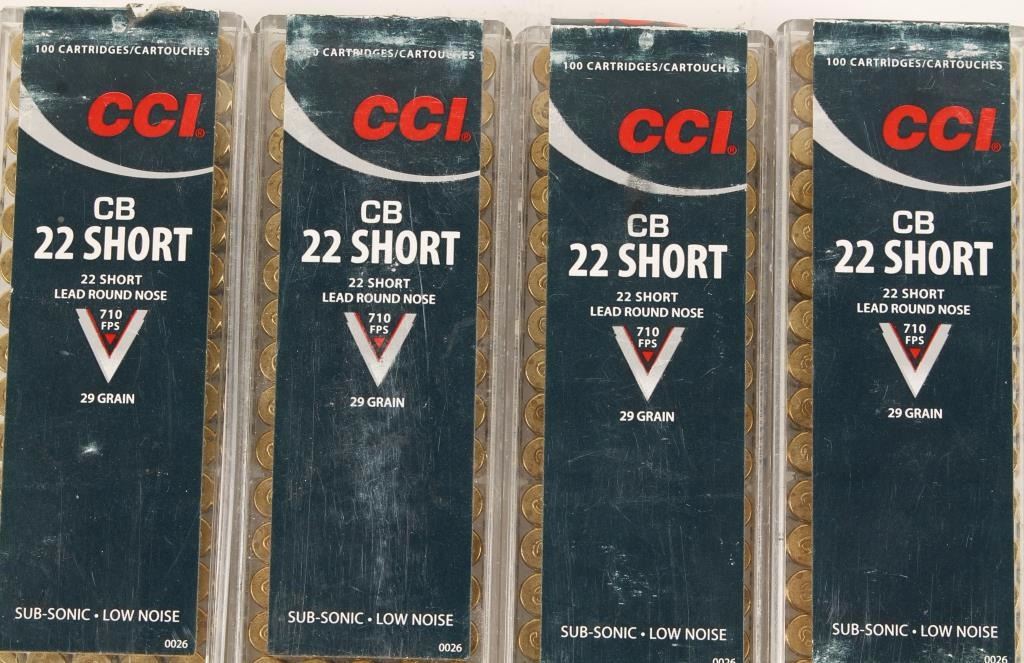 100 CARTRIDGES/CARTOUCHES
CCI®
CB
22 SHORT
22 SHORT
LEAD ROUND NOSE
710
FPS
29 GRAIN
SUB-SONIC • LOW NOISE
0026
CARTRIDGES/CARTOUCHES
CCI®
CB
22 SHORT
22 SHORT
LEAD ROUND NOSE
710
FPS
29 GRAIN
SUB-SONIC • LOW NOISE
0026
100 CARTRIDGES/CARTOUCHES
CCI®
CB
22 SHORT
22 SHORT
LEAD ROUND NOSE
710
FPS
29 GRAIN
SUB-SONIC • LOW NOISE
0026
100 CARTRIDGES/CARTOUCHES
CCI®
CB
22 SHORT
22 SHORT
LEAD ROUND NOSE
710
FPS
29 GRAIN
SUB-SONIC • LOW NOISE
0026